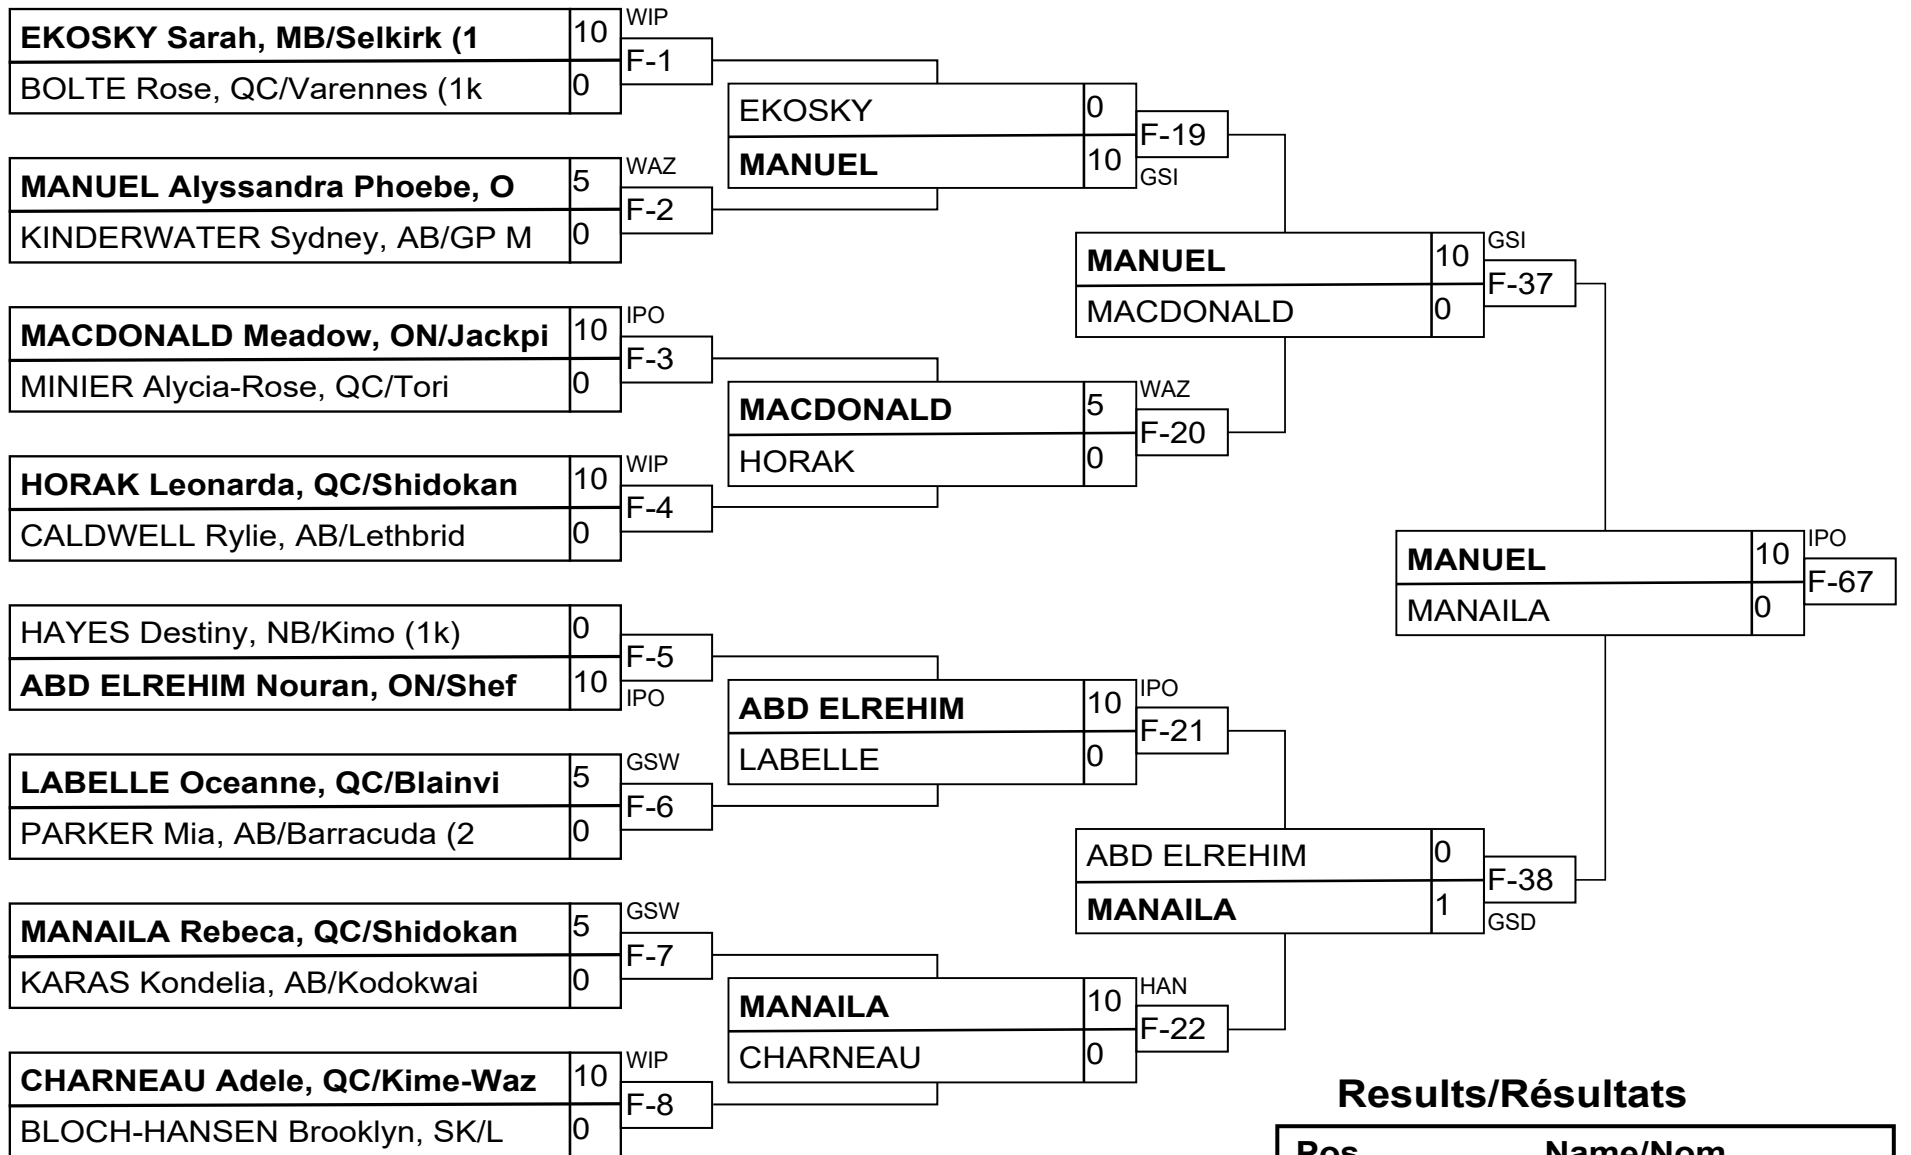 EKOSKY Sarah, MB/Selkirk (1 10 WIP
F-1
BOLTE Rose, QC/Varennes (1k 0
EKOSKY 0
F-19
MANUEL 10 GSI
MANUEL Alyssandra Phoebe, O 5 WAZ
F-2
KINDERWATER Sydney, AB/GP M 0
MANUEL 10 GSI
F-37
MACDONALD 0
MACDONALD Meadow, ON/Jackpi 10 IPO
F-3
MINIER Alycia-Rose, QC/Tori 0
MACDONALD 5 WAZ
F-20
HORAK 0
HORAK Leonarda, QC/Shidokan 10 WIP
F-4
CALDWELL Rylie, AB/Lethbrid 0
MANUEL 10 IPO
F-67
MANAILA 0
HAYES Destiny, NB/Kimo (1k) 0
F-5
ABD ELREHIM Nouran, ON/Shef 10 IPO
ABD ELREHIM 10 IPO
F-21
LABELLE 0
LABELLE Oceanne, QC/Blainvi 5 GSW
F-6
PARKER Mia, AB/Barracuda (2 0
ABD ELREHIM 0
F-38
MANAILA 1 GSD
MANAILA Rebeca, QC/Shidokan 5 GSW
F-7
KARAS Kondelia, AB/Kodokwai 0
MANAILA 10 HAN
F-22
CHARNEAU 0
CHARNEAU Adele, QC/Kime-Waz 10 WIP
F-8
BLOCH-HANSEN Brooklyn, SK/L 0
Results/Résultats
Pos Name/Nom